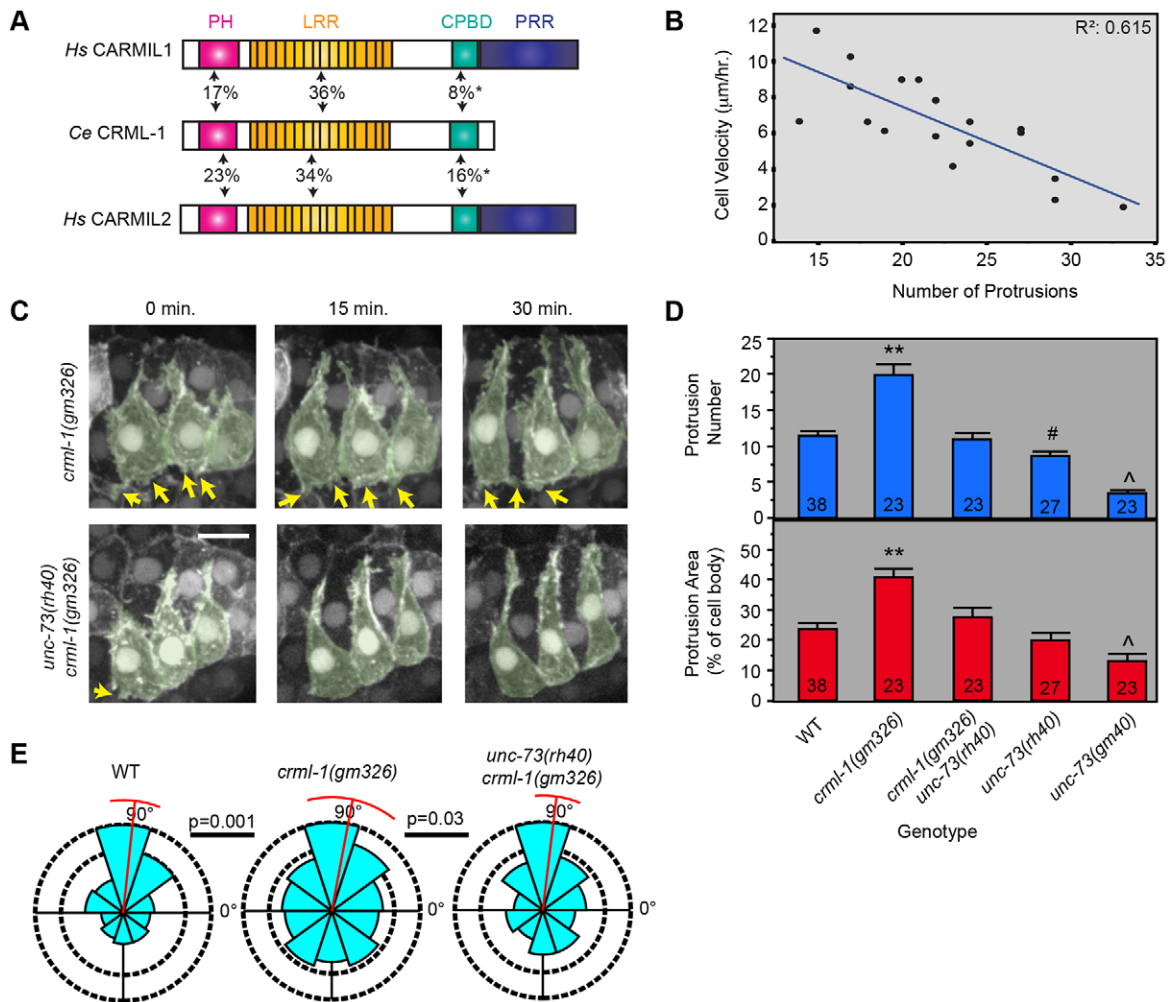 A
PH LRR CPBD PRR
Hs CARMIL1
17% 36% 8%*
Ce CRML-1
23% 34% 16%*
Hs CARMIL2
B
R²: 0.615
Cell Velocity (μm/hr.)
12
10
8
6
4
2
0
15 20 25 30 35
Number of Protrusions
C
0 min. 15 min. 30 min.
crml-1(gm326)
unc-73(rh40)
crml-1(gm326)
D
Protrusion
Number
25
20
15
10
5
0
** # ^
38 23 23 27 23
Protrusion Area
(% of cell body)
50
40
30
20
10
0
** ^
38 23 23 27 23
WT
crml-1(gm326)
crml-1(gm326)
unc-73(rh40)
unc-73(rh40)
unc-73(gm40)
Genotype
E
WT
90°
0°
p=0.001
crml-1(gm326)
90°
0°
p=0.03
unc-73(rh40)
crml-1(gm326)
90°
0°